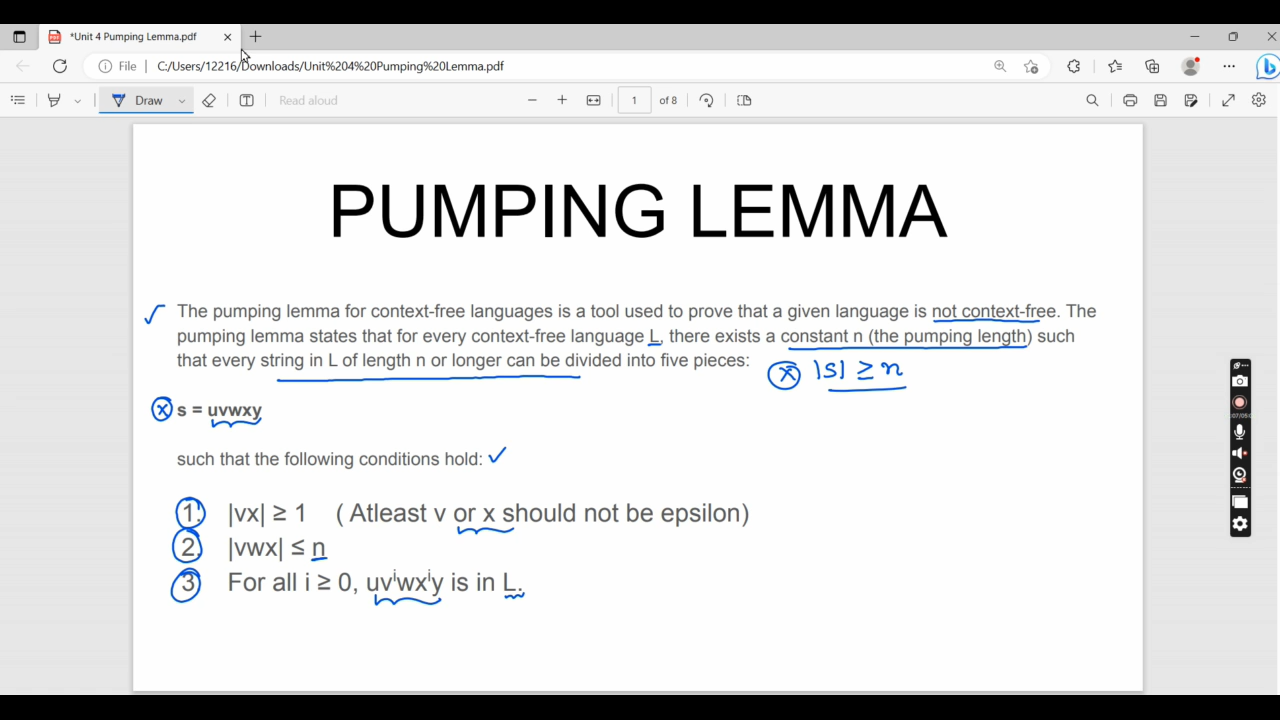 *Unit 4 Pumping Lemma.pdf
File | C:/Users/12216/Downloads/Unit%204%20Pumping%20Lemma.pdf
Draw Read aloud 1 of 8
PUMPING LEMMA
The pumping lemma for context-free languages is a tool used to prove that a given language is not context-free. The
pumping lemma states that for every context-free language L, there exists a constant n (the pumping length) such
that every string in L of length n or longer can be divided into five pieces:
x |s| ≥ n
x s = uvwxy
such that the following conditions hold:
1. |vx| ≥ 1 ( Atleast v or x should not be epsilon)
2. |vwx| ≤ n
3 For all i ≥ 0, uvⁱwxⁱy is in L.